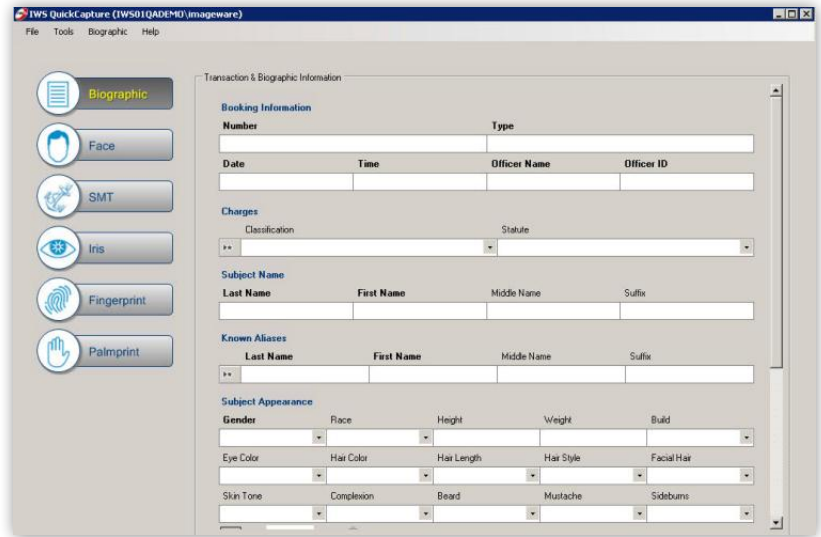 IWS QuickCapture (IWS01QADEMO\imageware)
File Tools Biographic Help
Biographic
Face
SMT
Iris
Fingerprint
Palmprint
Transaction & Biographic Information
Booking Information
Number Type
Date Time Officer Name Officer ID
Charges
Classification Statute
Subject Name
Last Name First Name Middle Name Suffix
Known Aliases
Last Name First Name Middle Name Suffix
Subject Appearance
Gender Race Height Weight Build
Eye Color Hair Color Hair Length Hair Style Facial Hair
Skin Tone Complexion Beard Mustache Sideburns